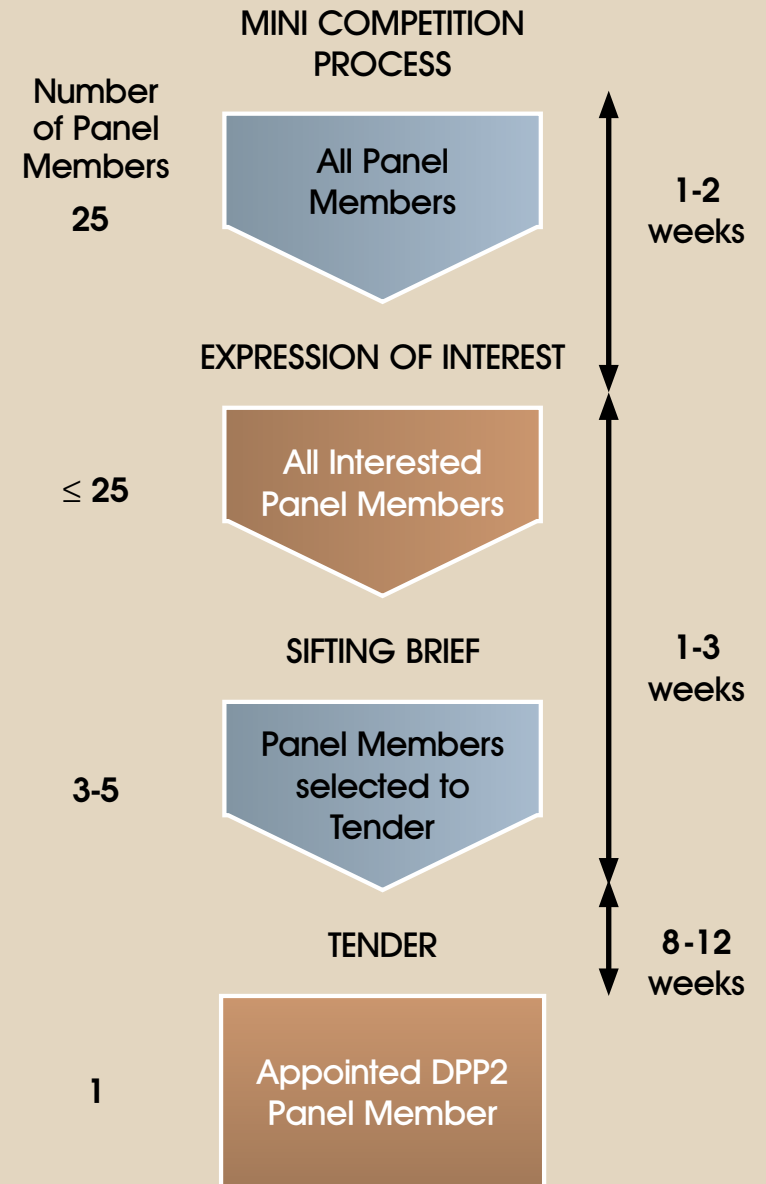 MINI COMPETITION
PROCESS
Number
of Panel
Members
25
All Panel
Members
1-2
weeks
EXPRESSION OF INTEREST
≤ 25
All Interested
Panel Members
SIFTING BRIEF
1-3
weeks
3-5
Panel Members
selected to
Tender
TENDER
8-12
weeks
1
Appointed DPP2
Panel Member